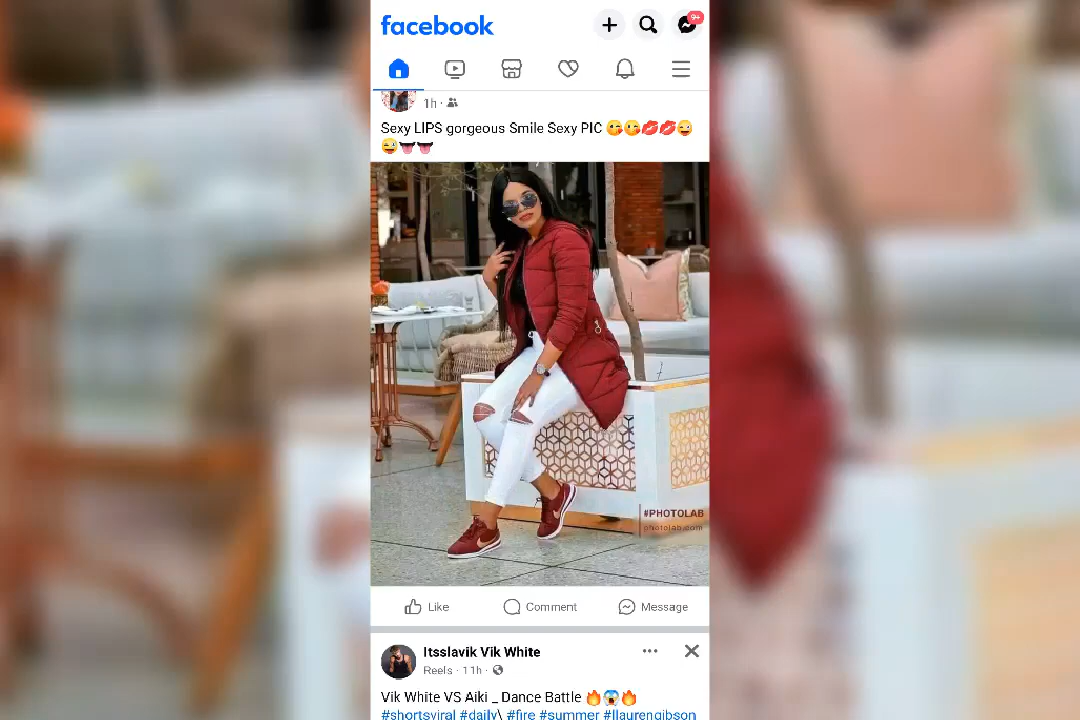 facebook
9+
1h ·
Sexy LIPS gorgeous Smile Sexy PIC 😋😋💋💋😜
😜👅👅
#PHOTOLAB
photolab.com
Like Comment Message
Itsslavik Vik White
Reels · 11h ·
Vik White VS Aiki _ Dance Battle 🔥😱🔥
#shortsviral #daily\ #fire #summer #llaurengibson